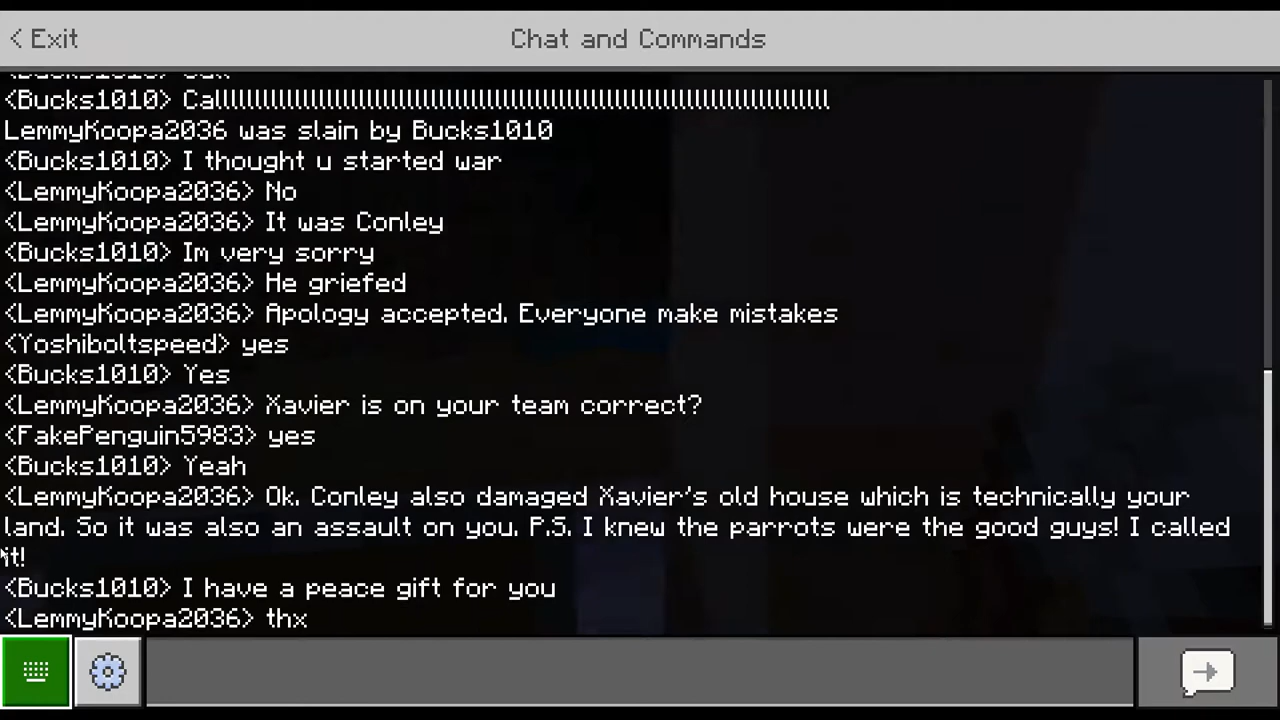 < Exit
Chat and Commands
<Bucks1010> Callllllllllllllllllllllllllllllllllllllllllllllllllllllllllllllllllllllllllll
LemmyKoopa2036 was slain by Bucks1010
<Bucks1010> I thought u started war
<LemmyKoopa2036> No
<LemmyKoopa2036> It was Conley
<Bucks1010> Im very sorry
<LemmyKoopa2036> He griefed
<LemmyKoopa2036> Apology accepted. Everyone make mistakes
<Yoshiboltspeed> yes
<Bucks1010> Yes
<LemmyKoopa2036> Xavier is on your team correct?
<FakePenguin5983> yes
<Bucks1010> Yeah
<LemmyKoopa2036> Ok. Conley also damaged Xavier's old house which is technically your
land. So it was also an assault on you. P.S. I knew the parrots were the good guys! I called
it!
<Bucks1010> I have a peace gift for you
<LemmyKoopa2036> thx